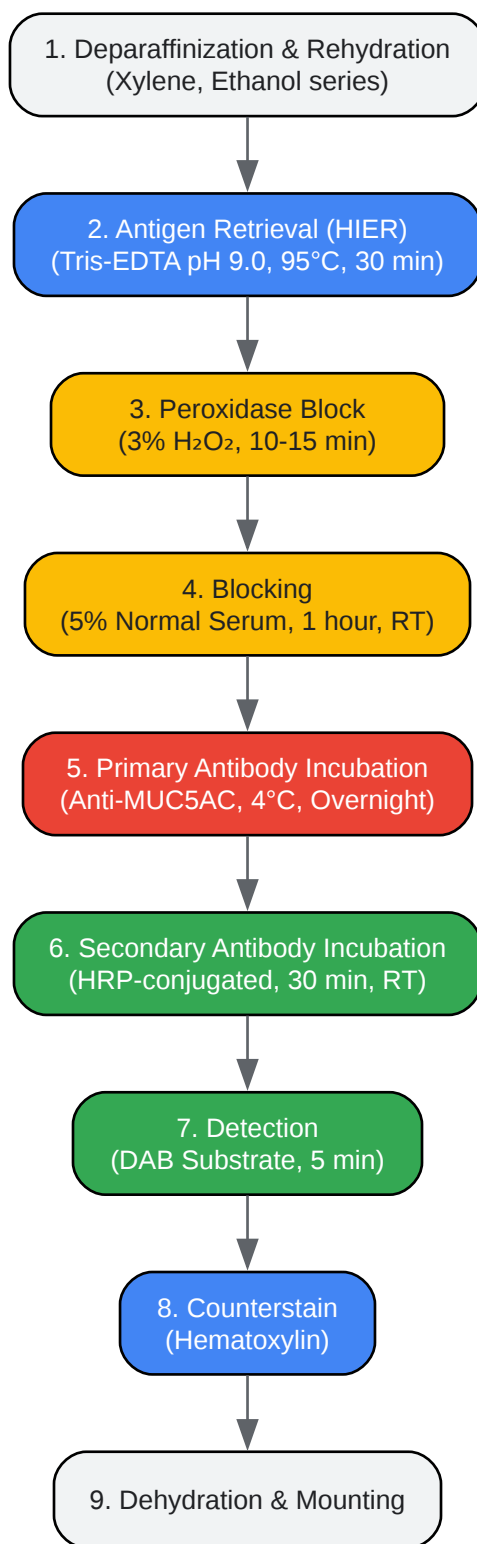 1. Deparaffinization & Rehydration
(Xylene, Ethanol series)
2. Antigen Retrieval (HIER)
(Tris-EDTA pH 9.0, 95°C, 30 min)
3. Peroxidase Block
(3% H₂O₂, 10-15 min)
4. Blocking
(5% Normal Serum, 1 hour, RT)
5. Primary Antibody Incubation
(Anti-MUC5AC, 4°C, Overnight)
6. Secondary Antibody Incubation
(HRP-conjugated, 30 min, RT)
7. Detection
(DAB Substrate, 5 min)
8. Counterstain
(Hematoxylin)
9. Dehydration & Mounting